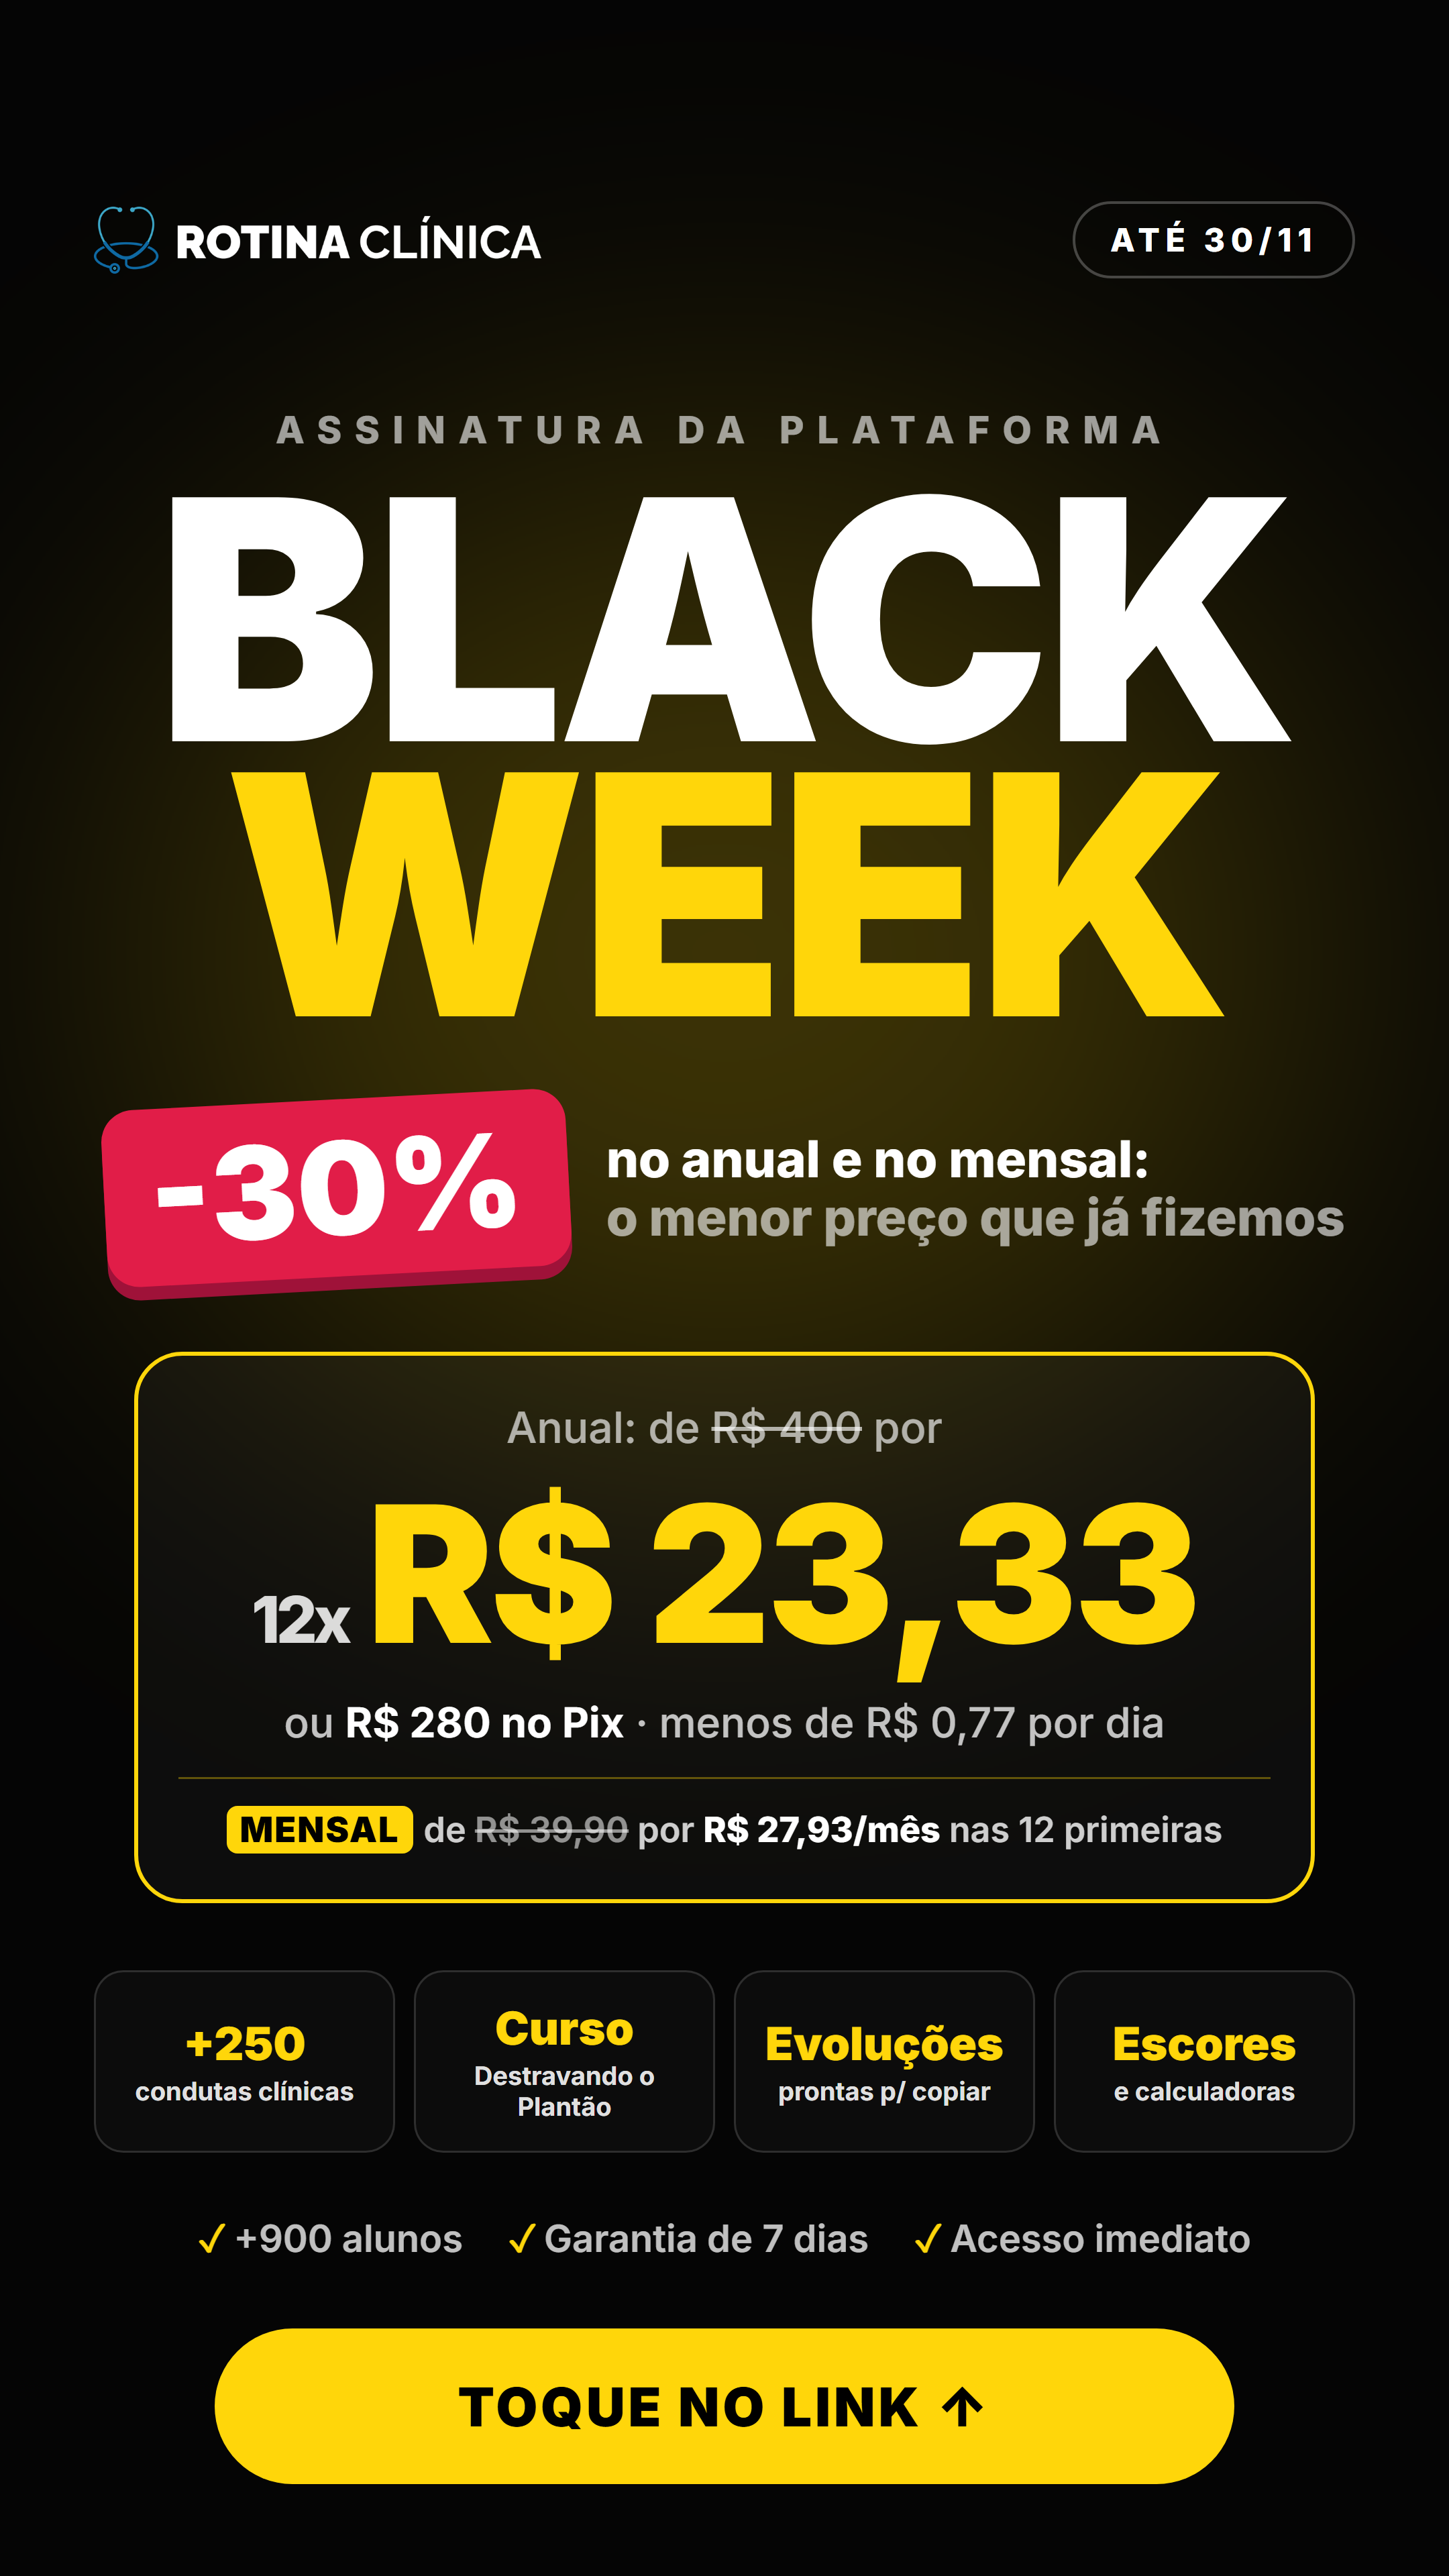 ROTINA CLÍNICA
ATÉ 30/11
ASSINATURA DA PLATAFORMA
BLACK
WEEK
-30%
no anual e no mensal:
o menor preço que já fizemos
Anual: de R$ 400 por
12x R$ 23,33
ou R$ 280 no Pix · menos de R$ 0,77 por dia
MENSAL de R$ 39,90 por R$ 27,93/mês nas 12 primeiras
+250
condutas clínicas
Curso
Destravando o
Plantão
Evoluções
prontas p/ copiar
Escores
e calculadoras
✓ +900 alunos ✓ Garantia de 7 dias ✓ Acesso imediato
TOQUE NO LINK ↑